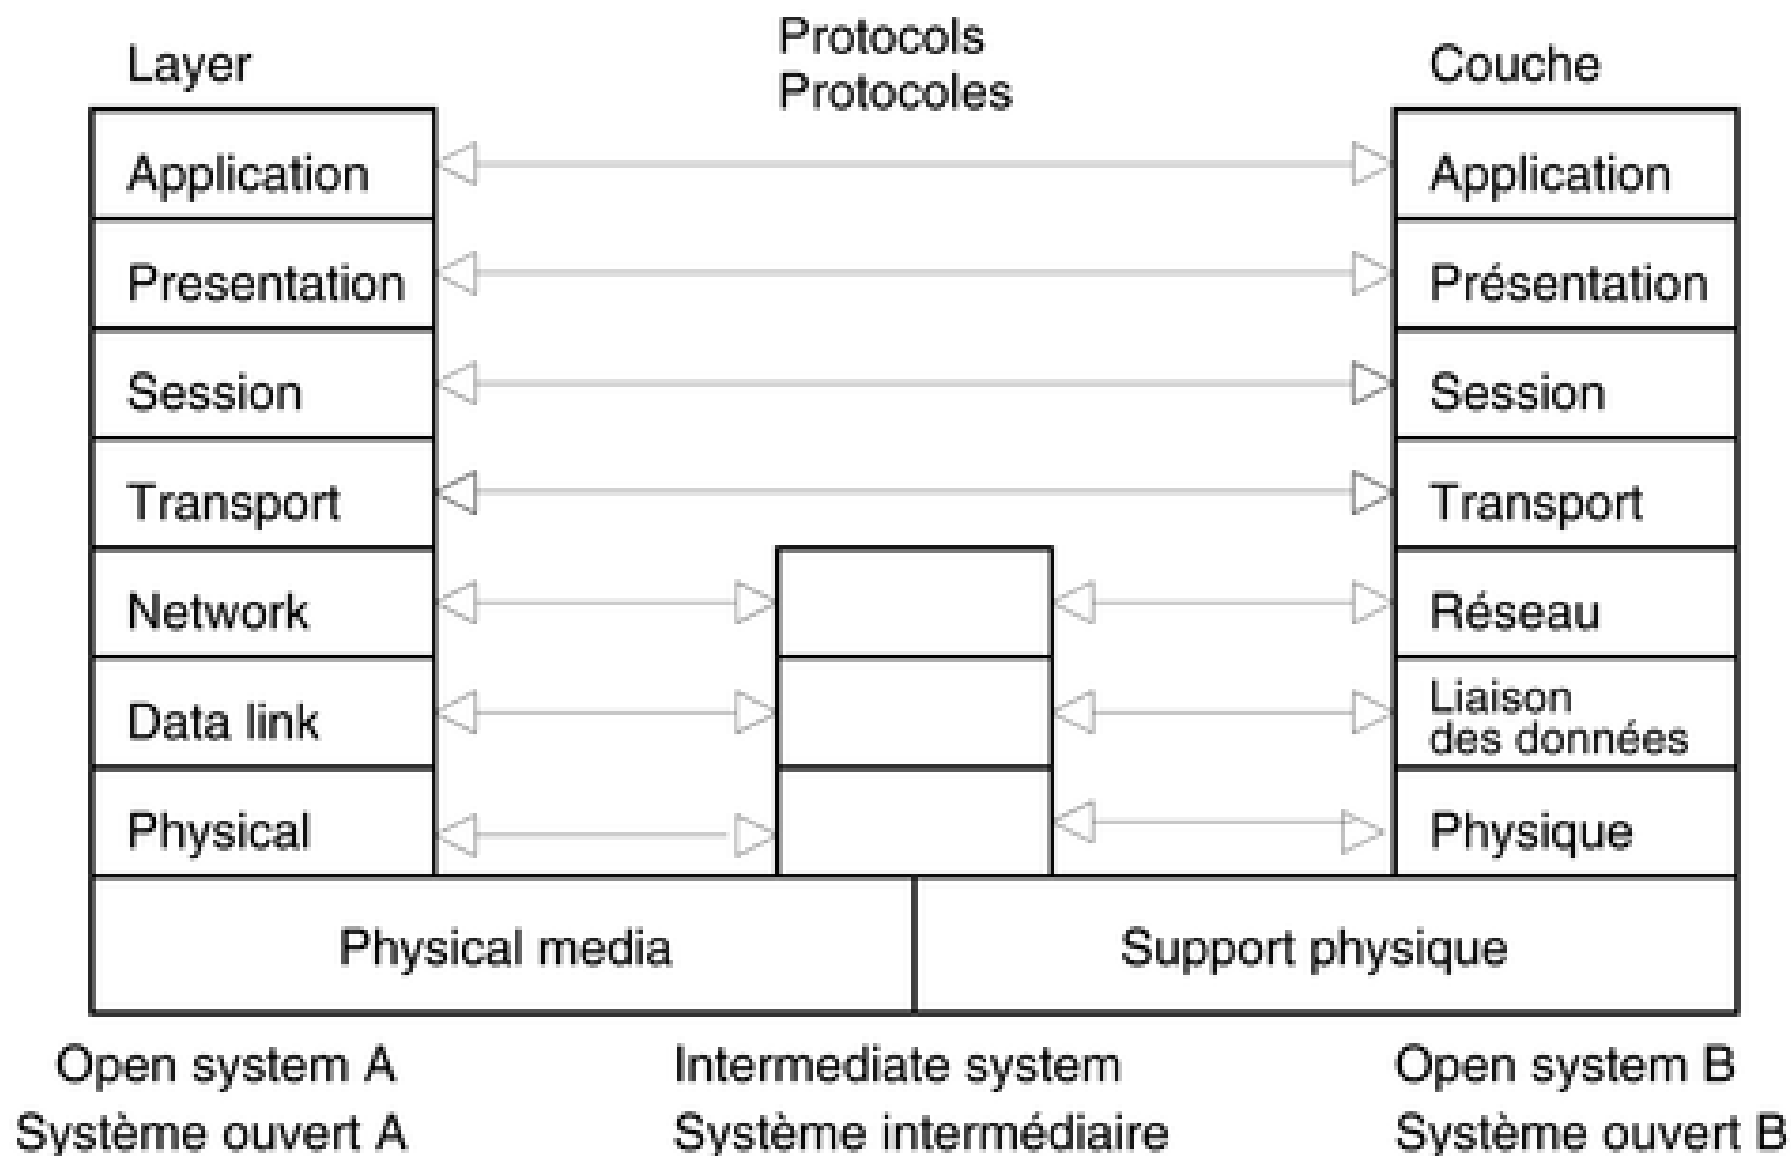 Protocols
Protocoles
Layer
Couche
Application
Application
Presentation
Présentation
Session
Session
Transport
Transport
Network
Réseau
Data link
Liaison
des données
Physical
Physique
Physical media
Support physique
Open system A
Intermediate system
Open system B
Système ouvert A
Système intermédiaire
Système ouvert B